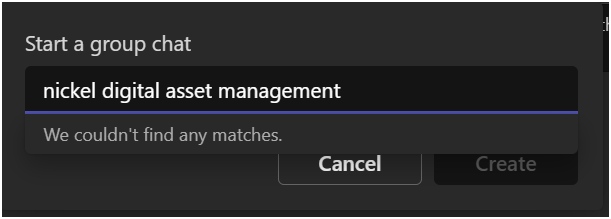 Start a group chat
nickel digital asset management
We couldn't find any matches.
Cancel
Create